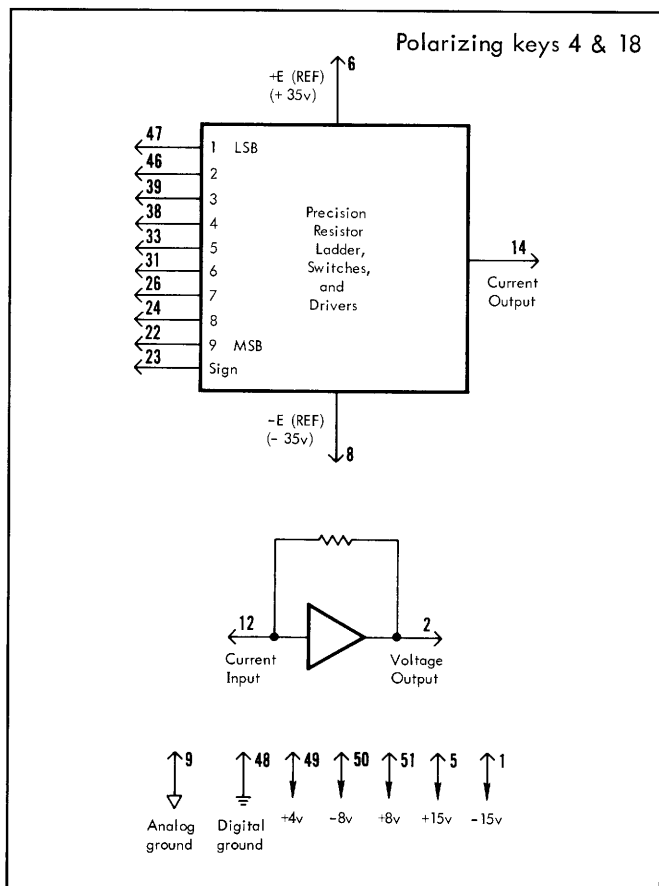 Polarizing keys 4 & 18
6
+E (REF)
(+ 35v)
47
1 LSB
46
2
39
3
38
4
33
5
31
6
26
7
24
8
22
9 MSB
23
Sign
Precision
Resistor
Ladder,
Switches,
and
Drivers
14
Current
Output
-E (REF)
(- 35v)
8
12
Current
Input
2
Voltage
Output
9
48
49
50
51
5
1
Analog
ground
Digital
ground
+4v
-8v
+8v
+15v
-15v